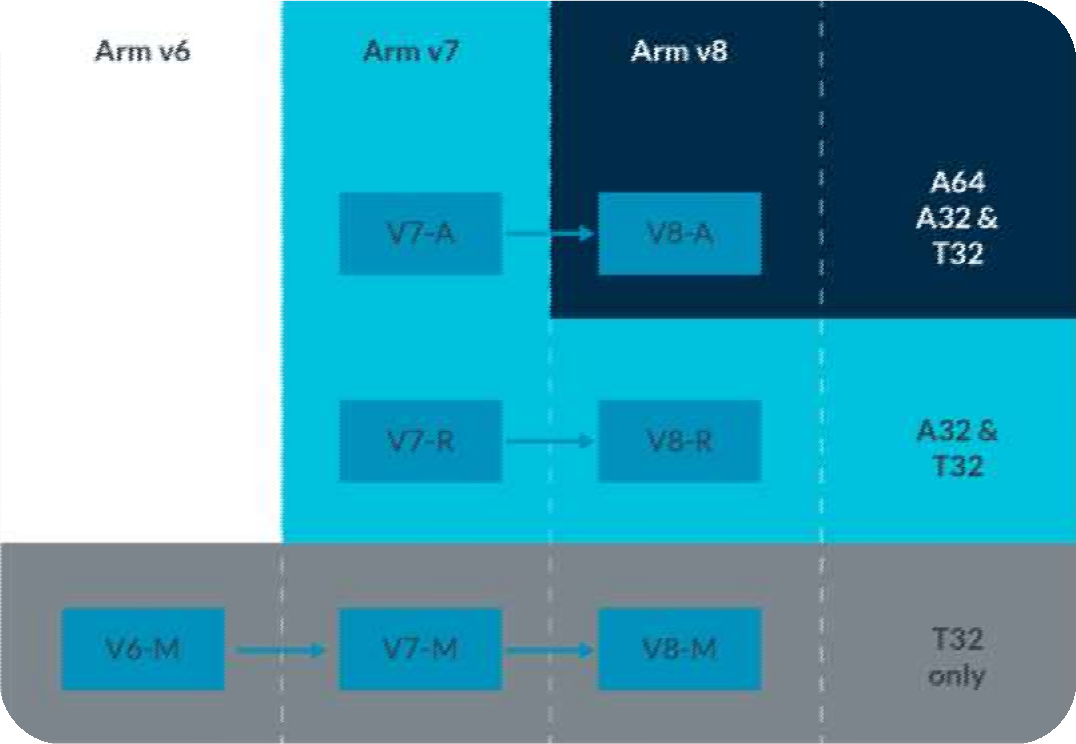 Arm v6
Arm v7
Arm v8
V7-A
V8-A
A64
A32 &
T32
V7-R
V8-R
A32 &
T32
V6-M
V7-M
V8-M
T32
only